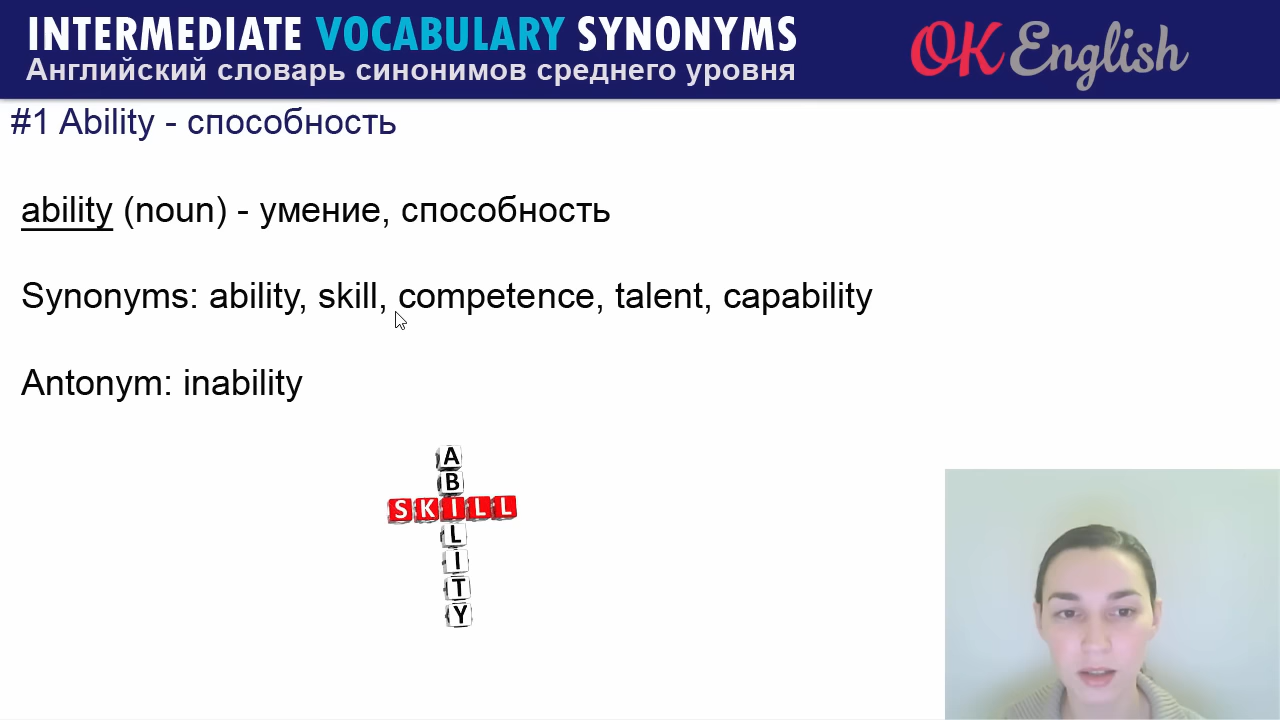 INTERMEDIATE VOCABULARY SYNONYMS
Английский словарь синонимов среднего уровня
OK English
#1 Ability - способность
ability (noun) - умение, способность
Synonyms: ability, skill, competence, talent, capability
Antonym: inability
ABILITY
SKILL